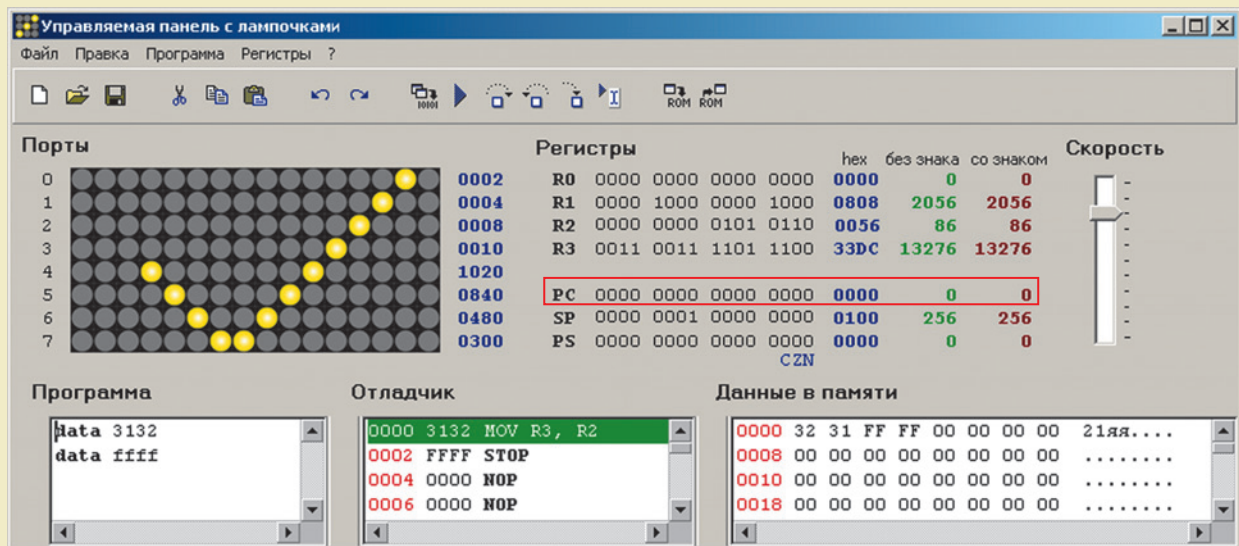 Управляемая панель с лампочками
Файл Правка Программа Регистры ?
10101 I ROM ROM
Порты
0 0002
1 0004
2 0008
3 0010
4 1020
5 0840
6 0480
7 0300
Регистры
hex без знака со знаком
R0 0000 0000 0000 0000 0000 0 0
R1 0000 1000 0000 1000 0808 2056 2056
R2 0000 0000 0101 0110 0056 86 86
R3 0011 0011 1101 1100 33DC 13276 13276
PC 0000 0000 0000 0000 0000 0 0
SP 0000 0001 0000 0000 0100 256 256
PS 0000 0000 0000 0000 0000 0 0
CZN
Скорость
Программа
data 3132
data ffff
Отладчик
0000 3132 MOV R3, R2
0002 FFFF STOP
0004 0000 NOP
0006 0000 NOP
Данные в памяти
0000 32 31 FF FF 00 00 00 00 21яя....
0008 00 00 00 00 00 00 00 00 ........
0010 00 00 00 00 00 00 00 00 ........
0018 00 00 00 00 00 00 00 00 ........